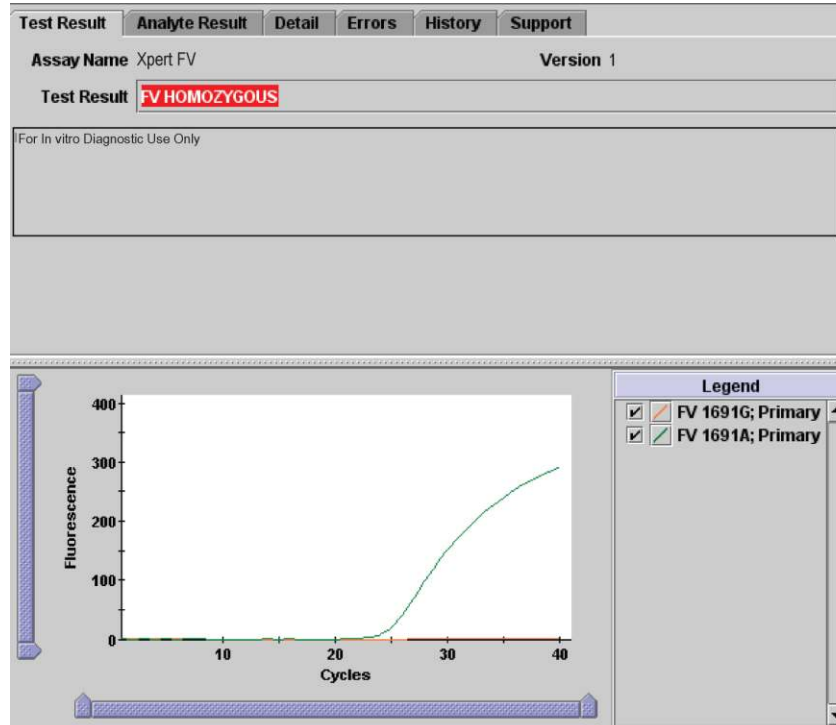 Test Result Analyte Result Detail Errors History Support
Assay Name Xpert FV Version 1
Test Result FV HOMOZYGOUS
For In vitro Diagnostic Use Only
Legend
FV 1691G; Primary
FV 1691A; Primary
400
300
200
100
0
Fluorescence
10 20 30 40
Cycles